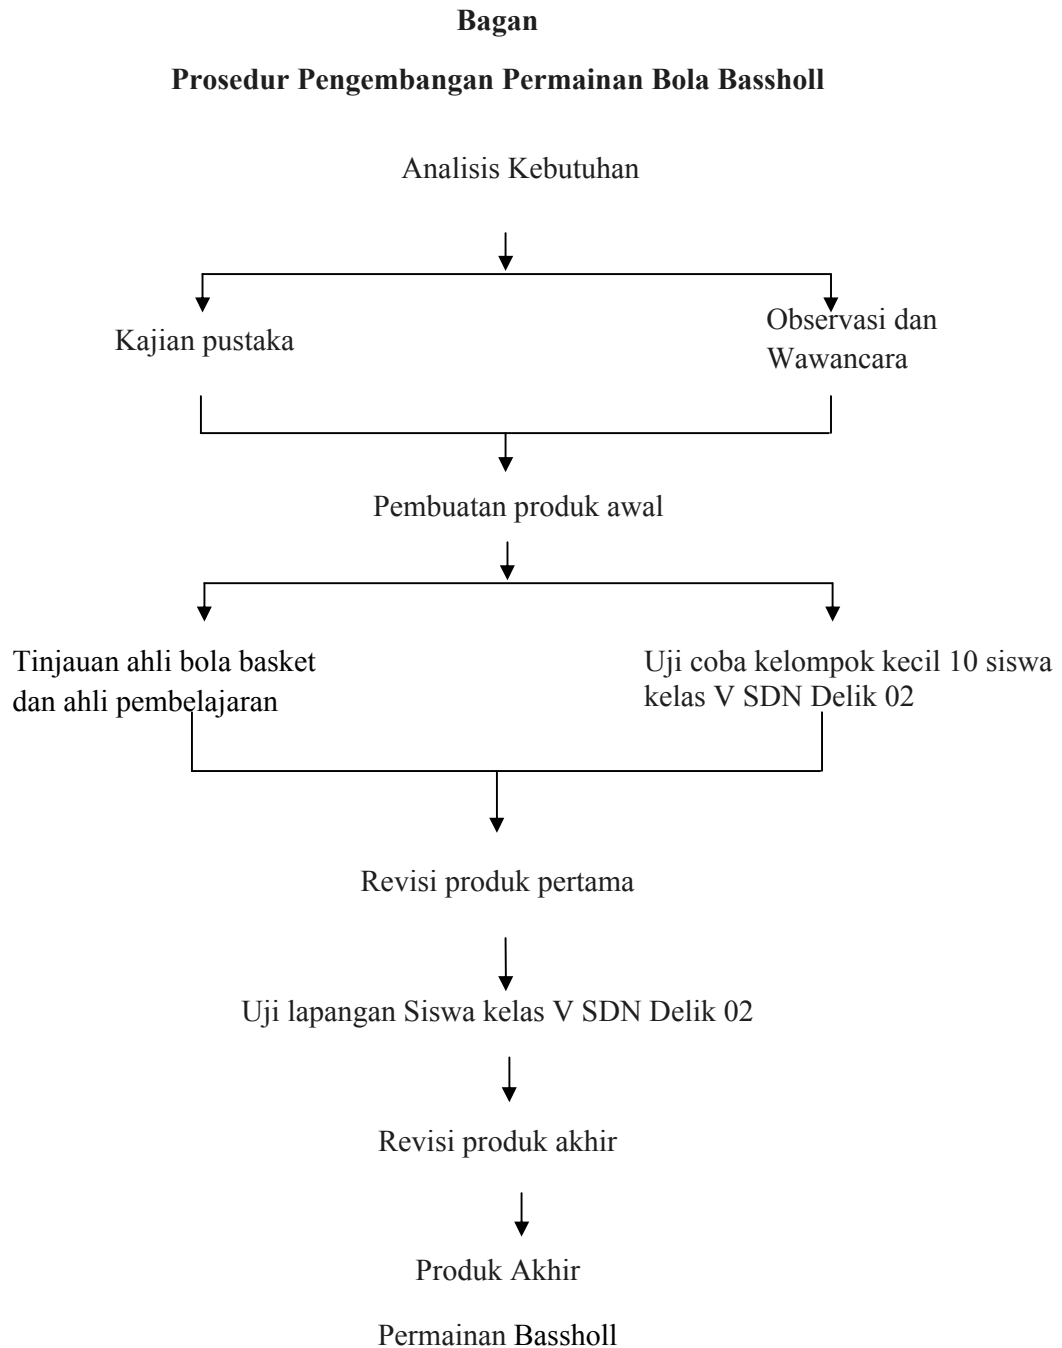 Bagan
Prosedur Pengembangan Permainan Bola Bassholl
Analisis Kebutuhan
Kajian pustaka
Observasi dan
Wawancara
Pembuatan produk awal
Tinjauan ahli bola basket
dan ahli pembelajaran
Uji coba kelompok kecil 10 siswa
kelas V SDN Delik 02
Revisi produk pertama
Uji lapangan Siswa kelas V SDN Delik 02
Revisi produk akhir
Produk Akhir
Permainan Bassholl